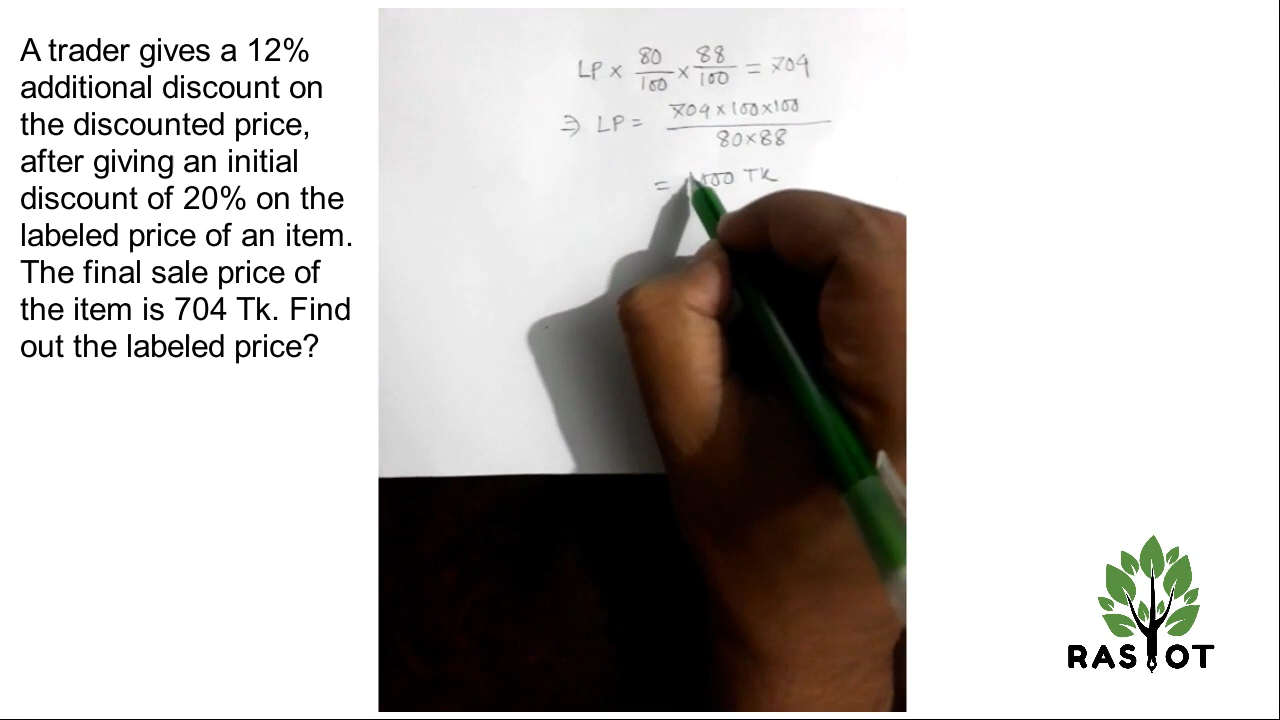 A trader gives a 12%
additional discount on
the discounted price,
after giving an initial
discount of 20% on the
labeled price of an item.
The final sale price of
the item is 704 Tk. Find
out the labeled price?
LP × 80/100 × 88/100 = 704
⇒ LP = 704×100×100
80×88
= TK
RASOT